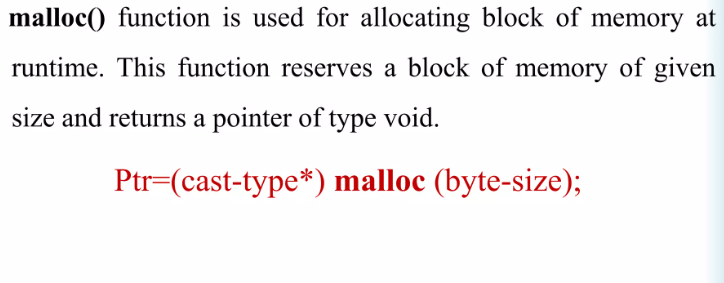 malloc() function is used for allocating block of memory at
runtime. This function reserves a block of memory of given
size and returns a pointer of type void.
Ptr=(cast-type*) malloc (byte-size);